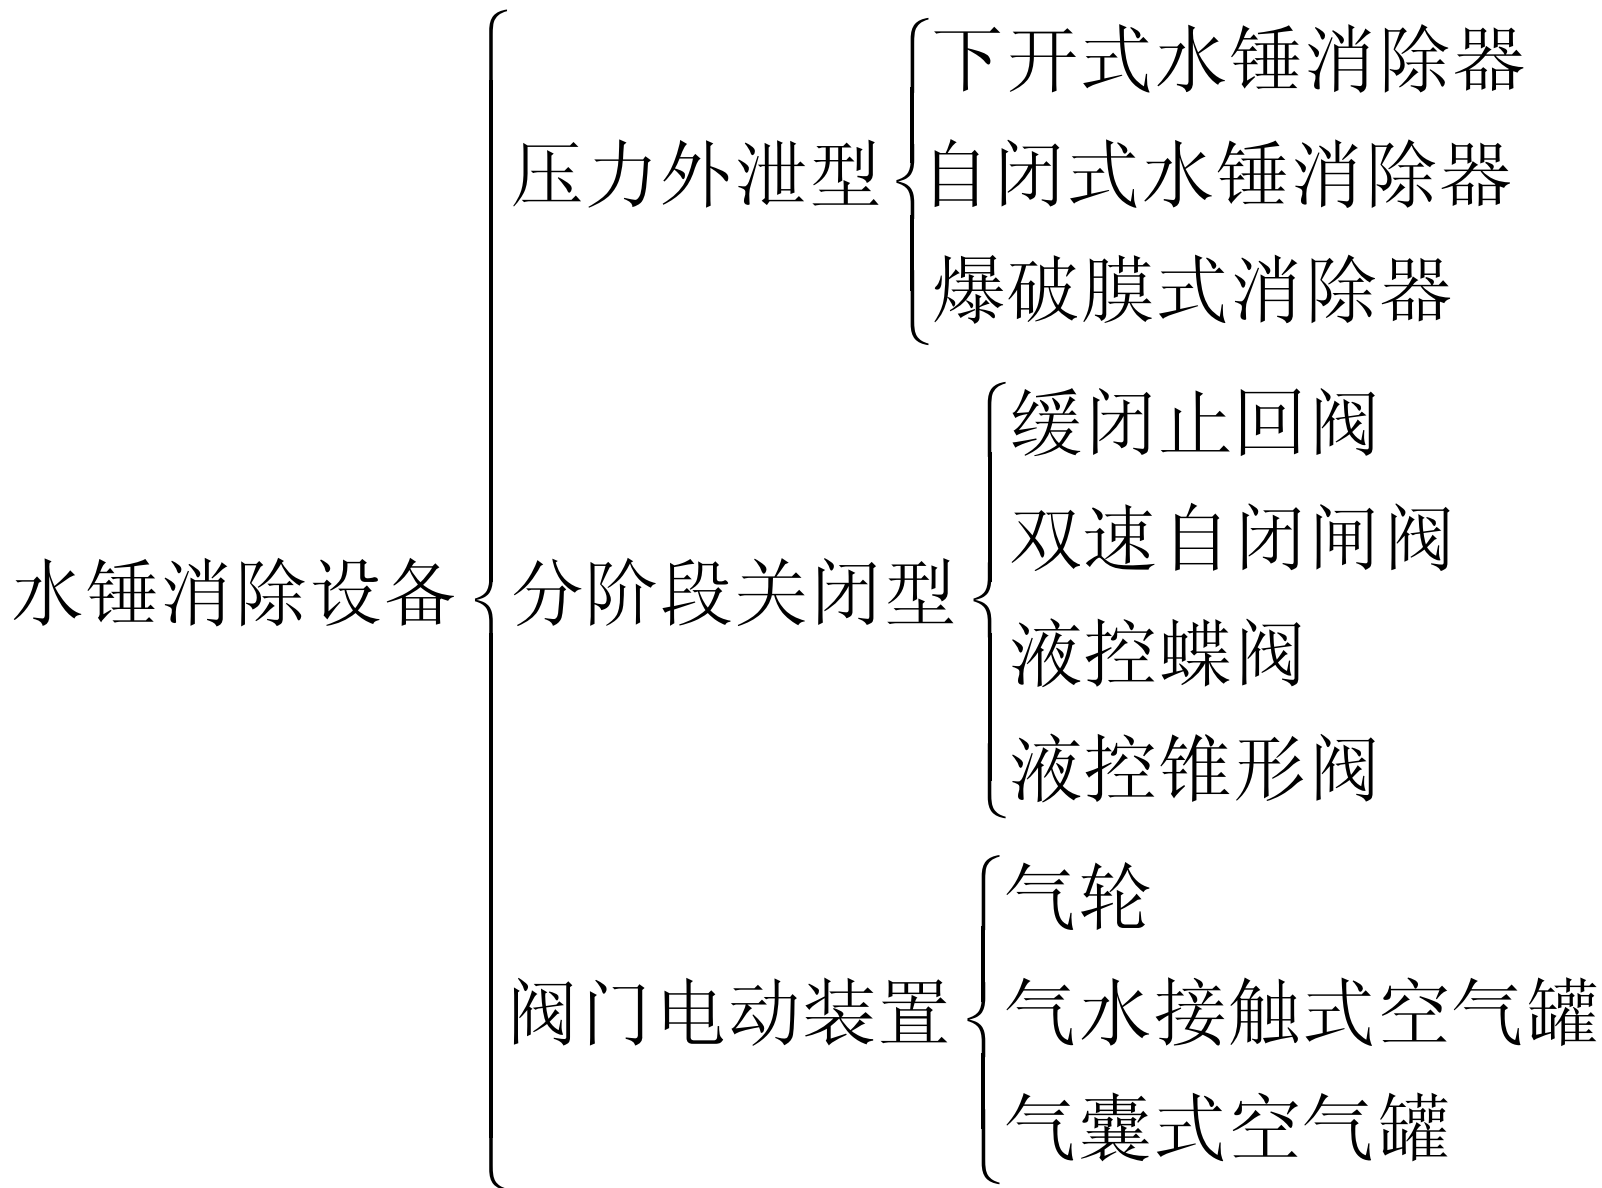 水锤消除设备
压力外泄型
下开式水锤消除器
自闭式水锤消除器
爆破膜式消除器
分阶段关闭型
缓闭止回阀
双速自闭闸阀
液控蝶阀
液控锥形阀
阀门电动装置
气轮
气水接触式空气罐
气囊式空气罐